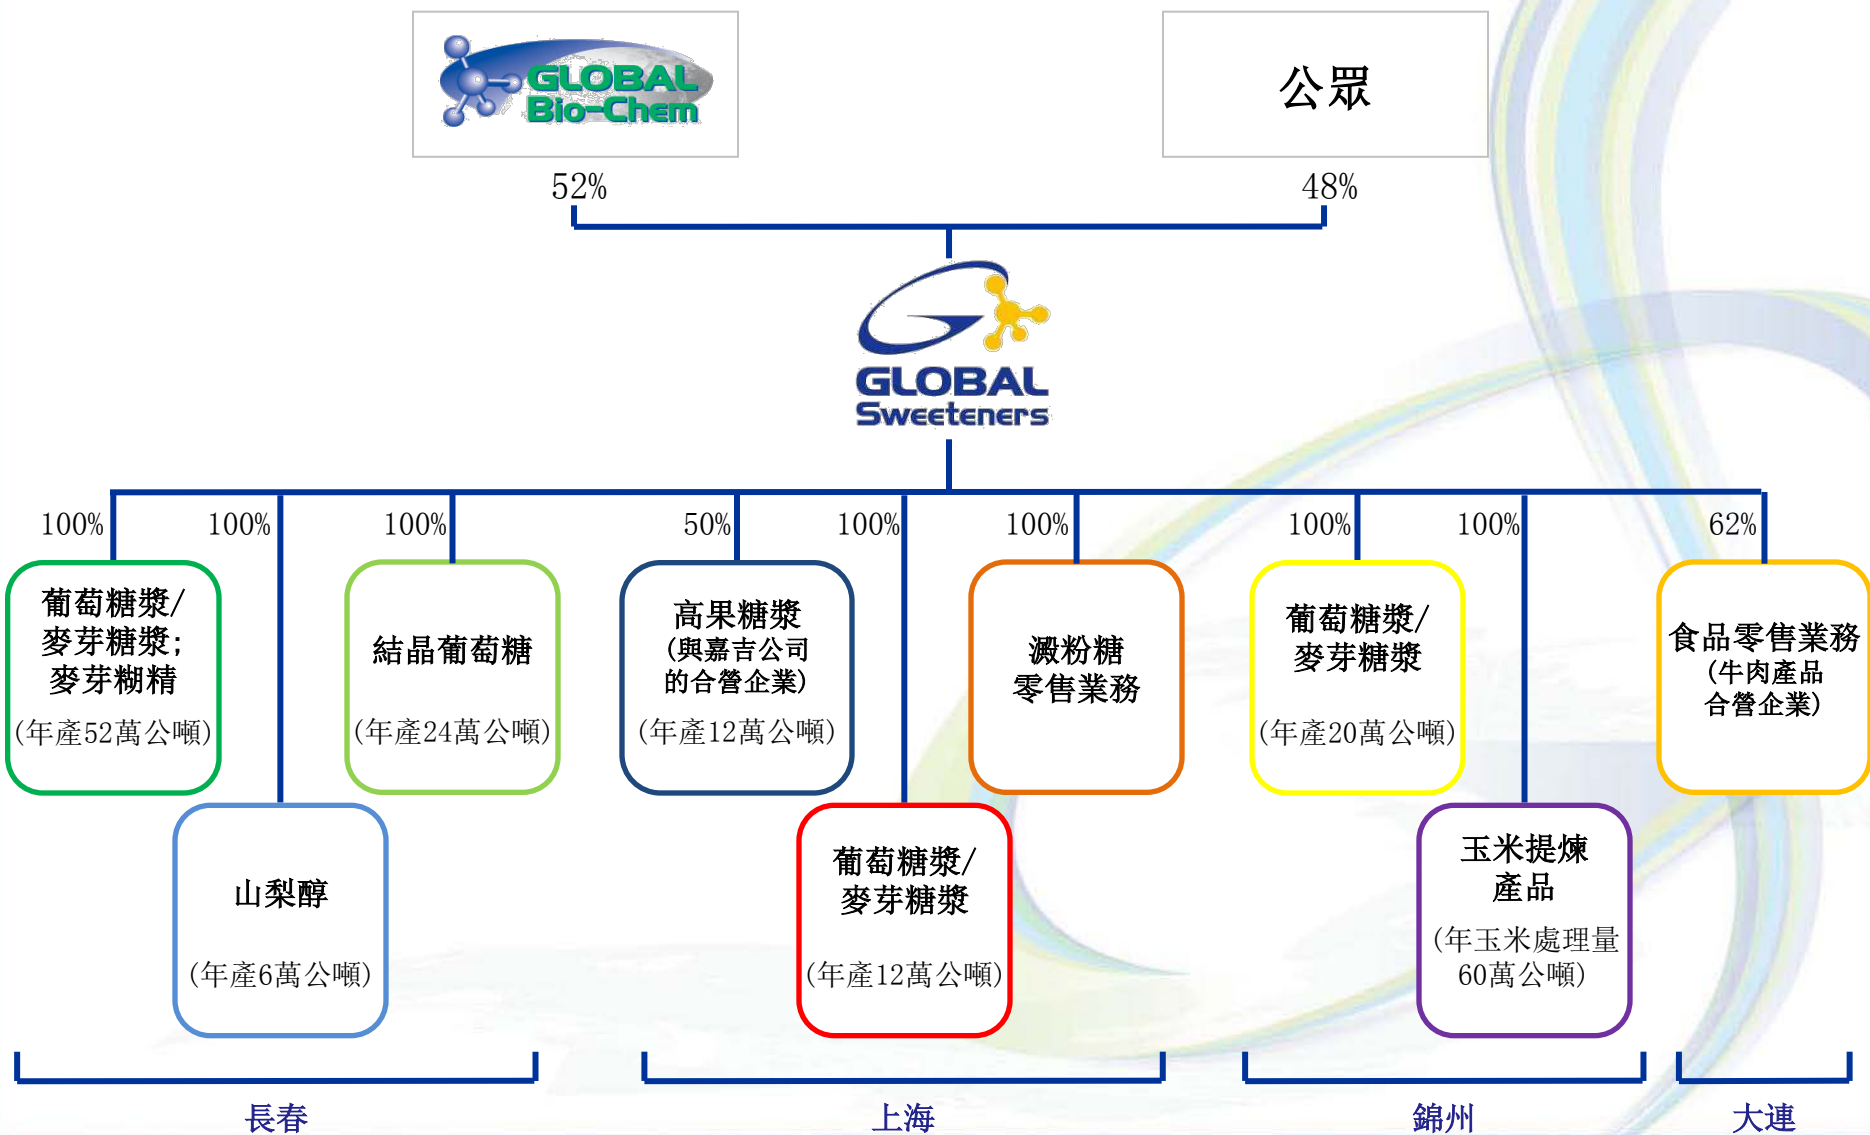 GLOBAL
Bio-Chem
公眾
52%
48%
GLOBAL
Sweeteners
100%
100%
100%
50%
100%
100%
100%
100%
62%
葡萄糖漿/
麥芽糖漿;
麥芽糊精
(年產52萬公噸)
結晶葡萄糖
(年產24萬公噸)
高果糖漿
(與嘉吉公司
的合營企業)
(年產12萬公噸)
澱粉糖
零售業務
葡萄糖漿/
麥芽糖漿
(年產20萬公噸)
食品零售業務
(牛肉產品
合營企業)
山梨醇
(年產6萬公噸)
葡萄糖漿/
麥芽糖漿
(年產12萬公噸)
玉米提煉
產品
(年玉米處理量
60萬公噸)
長春
上海
錦州
大連